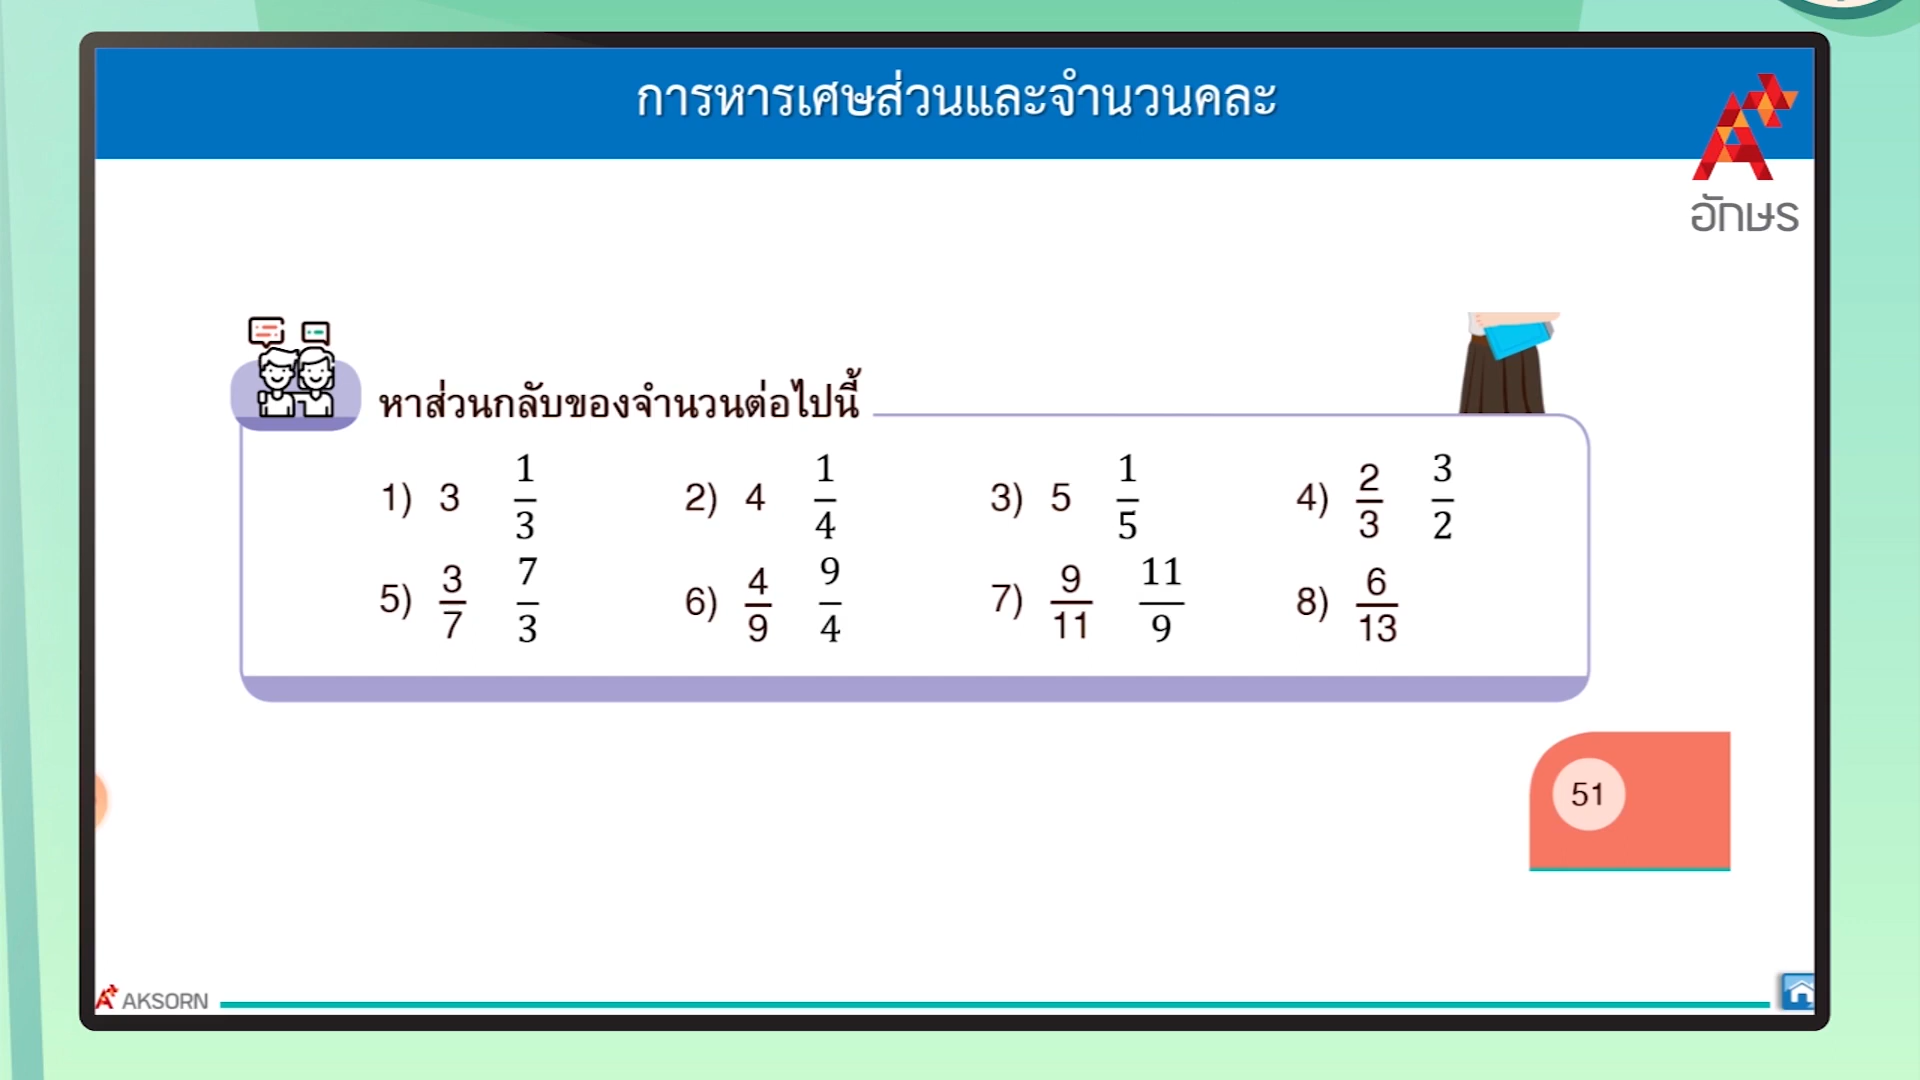 การหารเศษส่วนและจำนวนคละ
อักษร
หาส่วนกลับของจำนวนต่อไปนี้
1) 3 1/3 2) 4 1/4 3) 5 1/5 4) 2/3 3/2
5) 3/7 7/3 6) 4/9 9/4 7) 9/11 11/9 8) 6/13
51
AKSORN